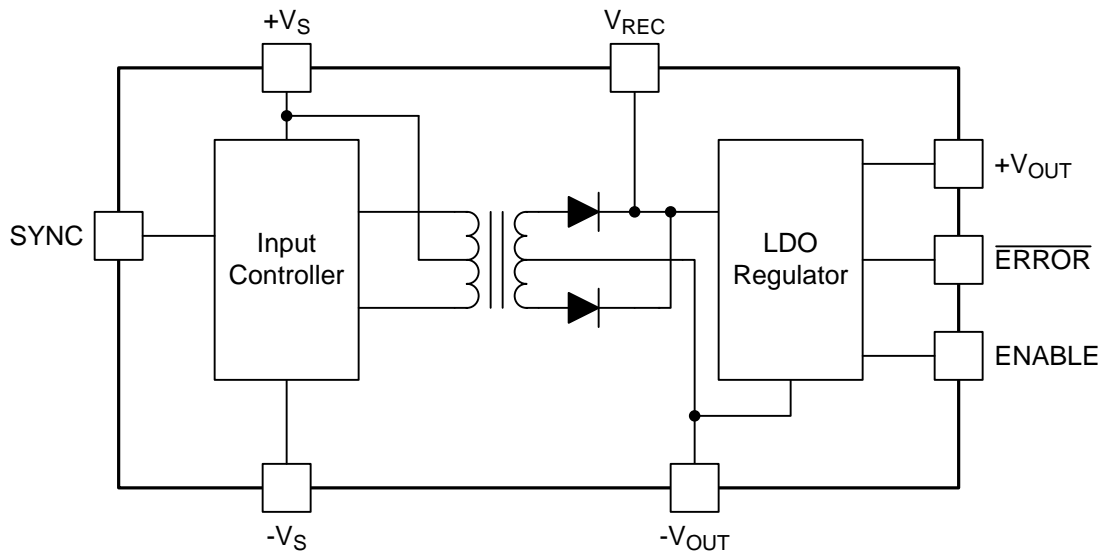 +VS
VREC
SYNC
Input
Controller
LDO
Regulator
+VOUT
ERROR
ENABLE
-VS
-VOUT